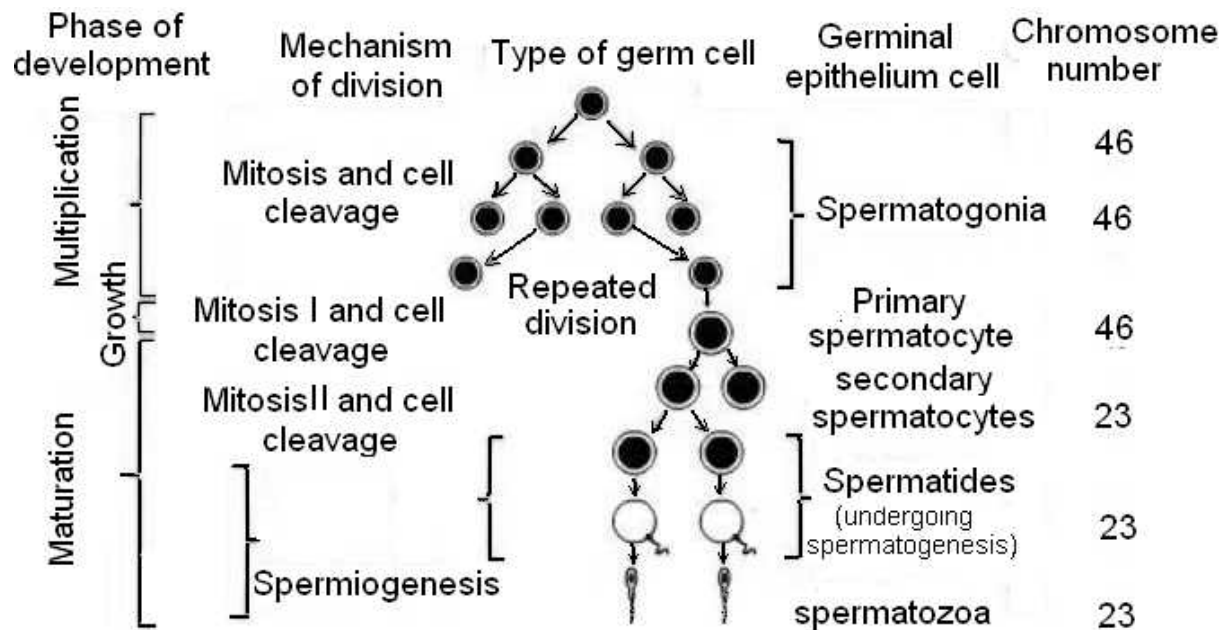 Phase of
development
Mechanism
of division
Type of germ cell
Germinal
epithelium cell
Chromosome
number
Multiplication
Growth
Maturation
Mitosis and cell
cleavage
Spermatogonia
46
46
Repeated
division
Mitosis I and cell
cleavage
Primary
spermatocyte
46
MitosisII and cell
cleavage
secondary
spermatocytes
23
Spermatides
(undergoing
spermatogenesis)
23
Spermiogenesis
spermatozoa
23